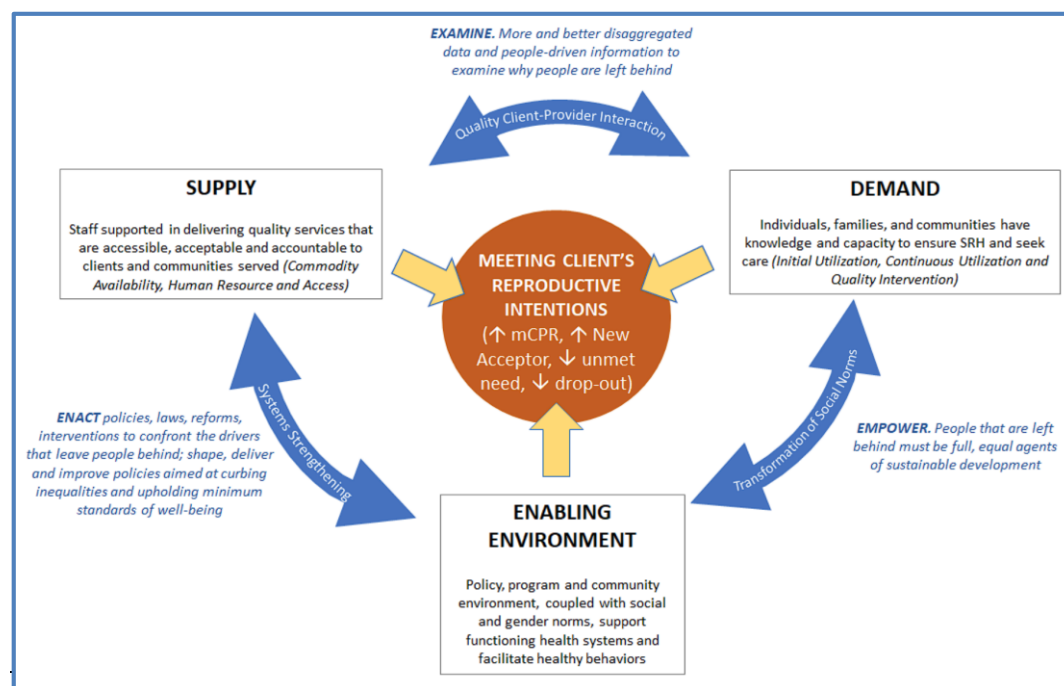 EXAMINE. More and better disaggregated
data and people-driven information to
examine why people are left behind
Quality Client-Provider Interaction
SUPPLY
Staff supported in delivering quality services that
are accessible, acceptable and accountable to
clients and communities served (Commodity
Availability, Human Resource and Access)
DEMAND
Individuals, families, and communities have
knowledge and capacity to ensure SRH and seek
care (Initial Utilization, Continuous Utilization and
Quality Intervention)
MEETING CLIENT'S
REPRODUCTIVE
INTENTIONS
(↑ mCPR, ↑ New
Acceptor, ↓ unmet
need, ↓ drop-out)
Systems Strengthening
ENACT policies, laws, reforms,
interventions to confront the drivers
that leave people behind; shape, deliver
and improve policies aimed at curbing
inequalities and upholding minimum
standards of well-being
Transformation of Social Norms
EMPOWER. People that are left
behind must be full, equal agents
of sustainable development
ENABLING
ENVIRONMENT
Policy, program and community
environment, coupled with social
and gender norms, support
functioning health systems and
facilitate healthy behaviors